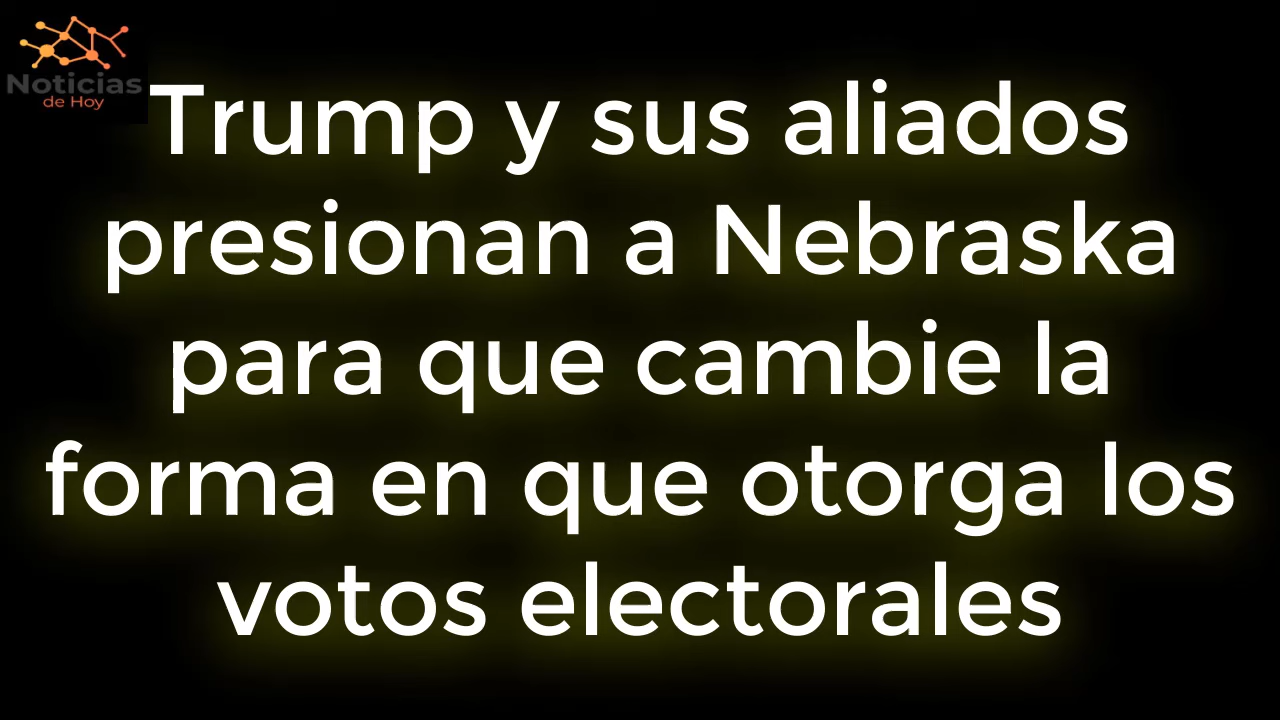 Noticias
de Hoy
Trump y sus aliados
presionan a Nebraska
para que cambie la
forma en que otorga los
votos electorales